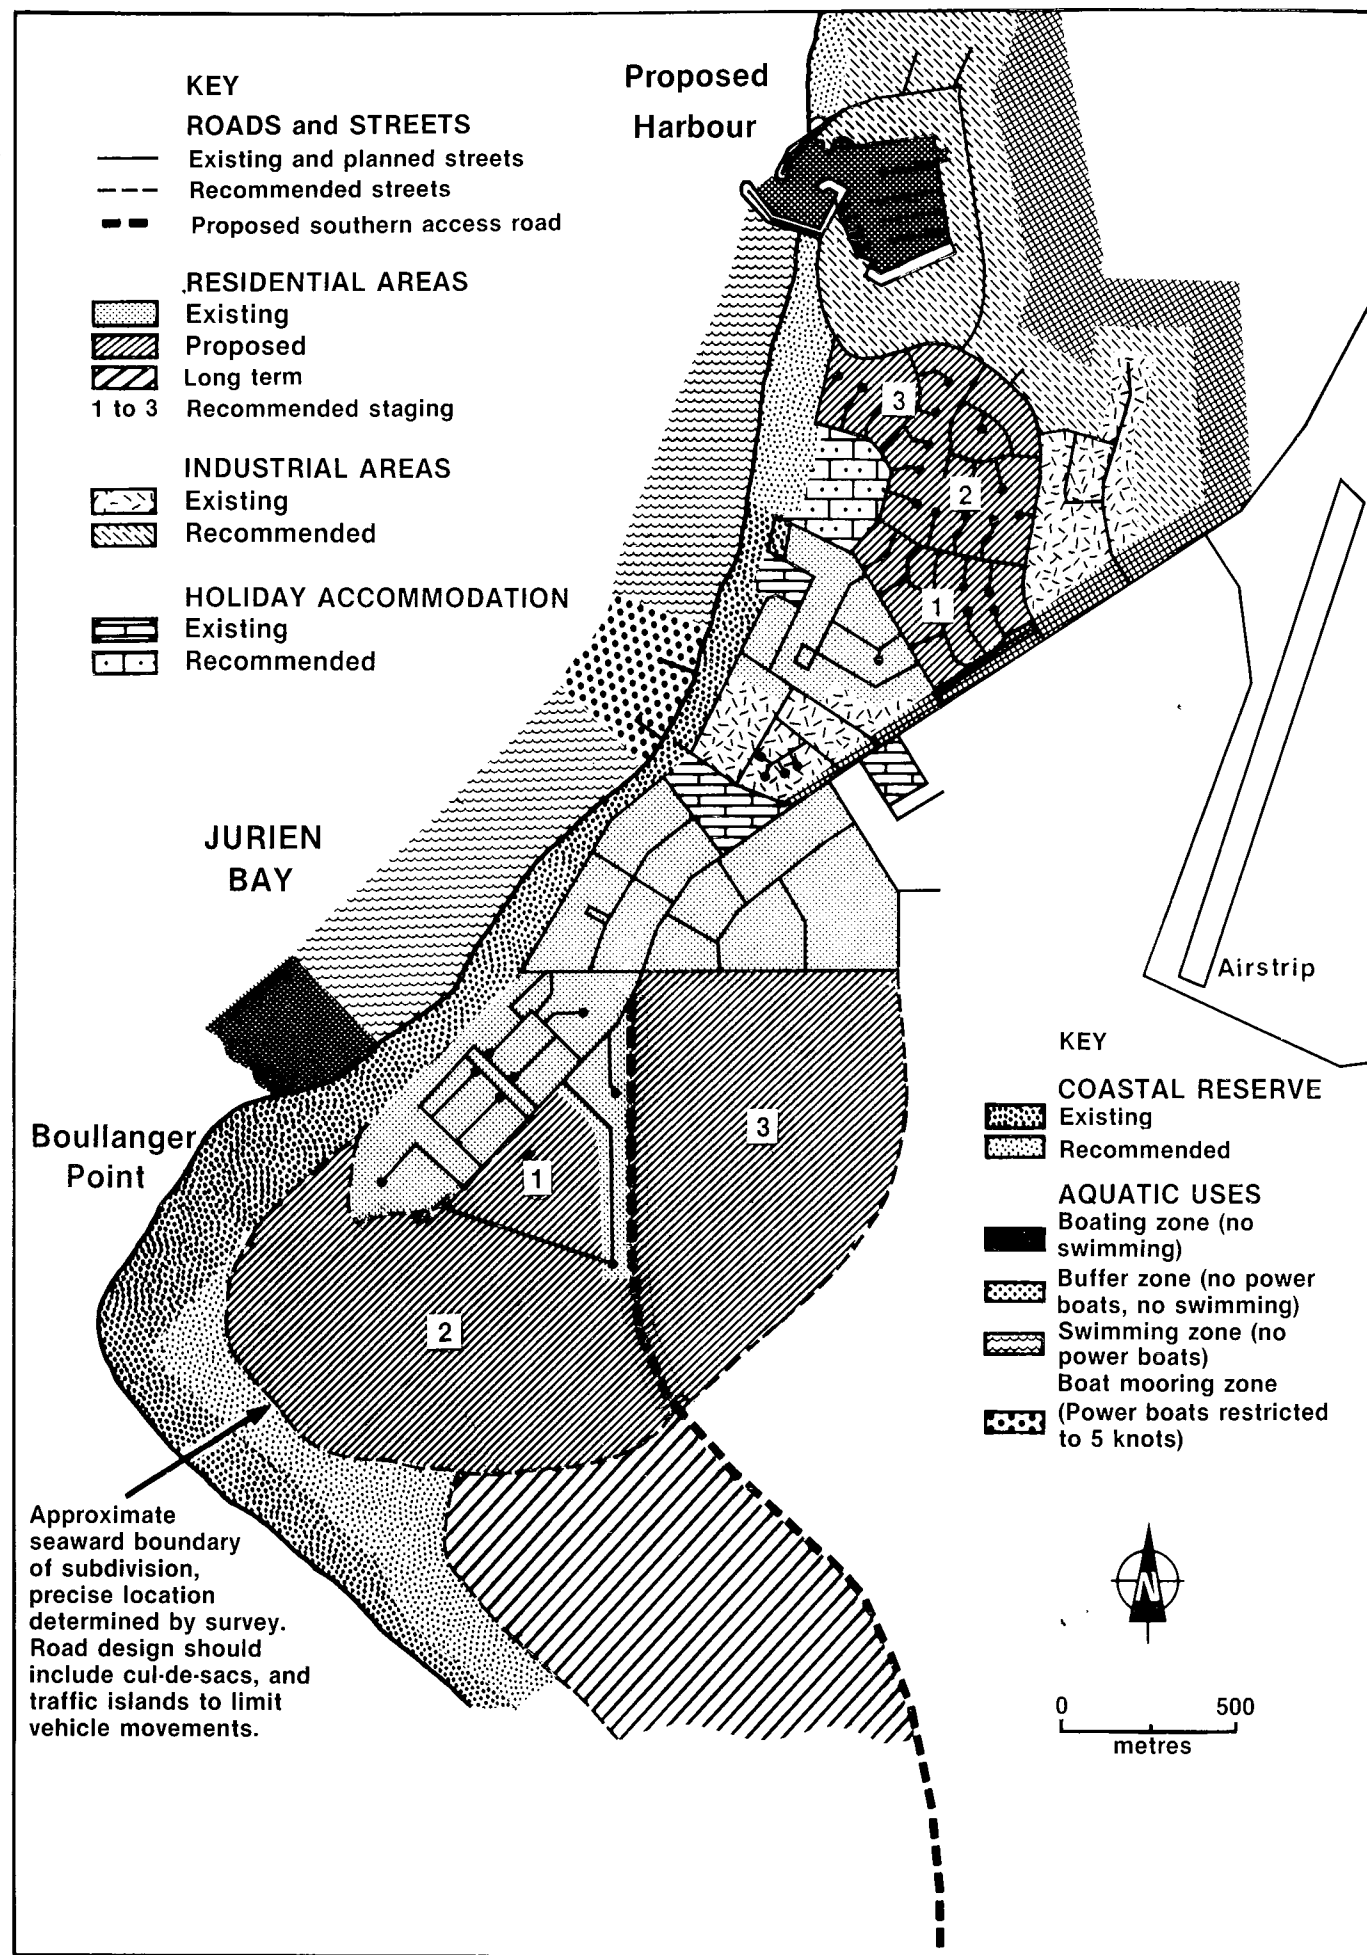 Proposed
Harbour
KEY
ROADS and STREETS
Existing and planned streets
Recommended streets
Proposed southern access road
RESIDENTIAL AREAS
Existing
Proposed
Long term
1 to 3 Recommended staging
INDUSTRIAL AREAS
Existing
Recommended
HOLIDAY ACCOMMODATION
Existing
Recommended
3
2
1
JURIEN
BAY
Airstrip
Boullanger
Point
1
3
2
KEY
COASTAL RESERVE
Existing
Recommended
AQUATIC USES
Boating zone (no
swimming)
Buffer zone (no power
boats, no swimming)
Swimming zone (no
power boats)
Boat mooring zone
(Power boats restricted
to 5 knots)
Approximate
seaward boundary
of subdivision,
precise location
determined by survey.
Road design should
include cul-de-sacs, and
traffic islands to limit
vehicle movements.
N
0 500
metres